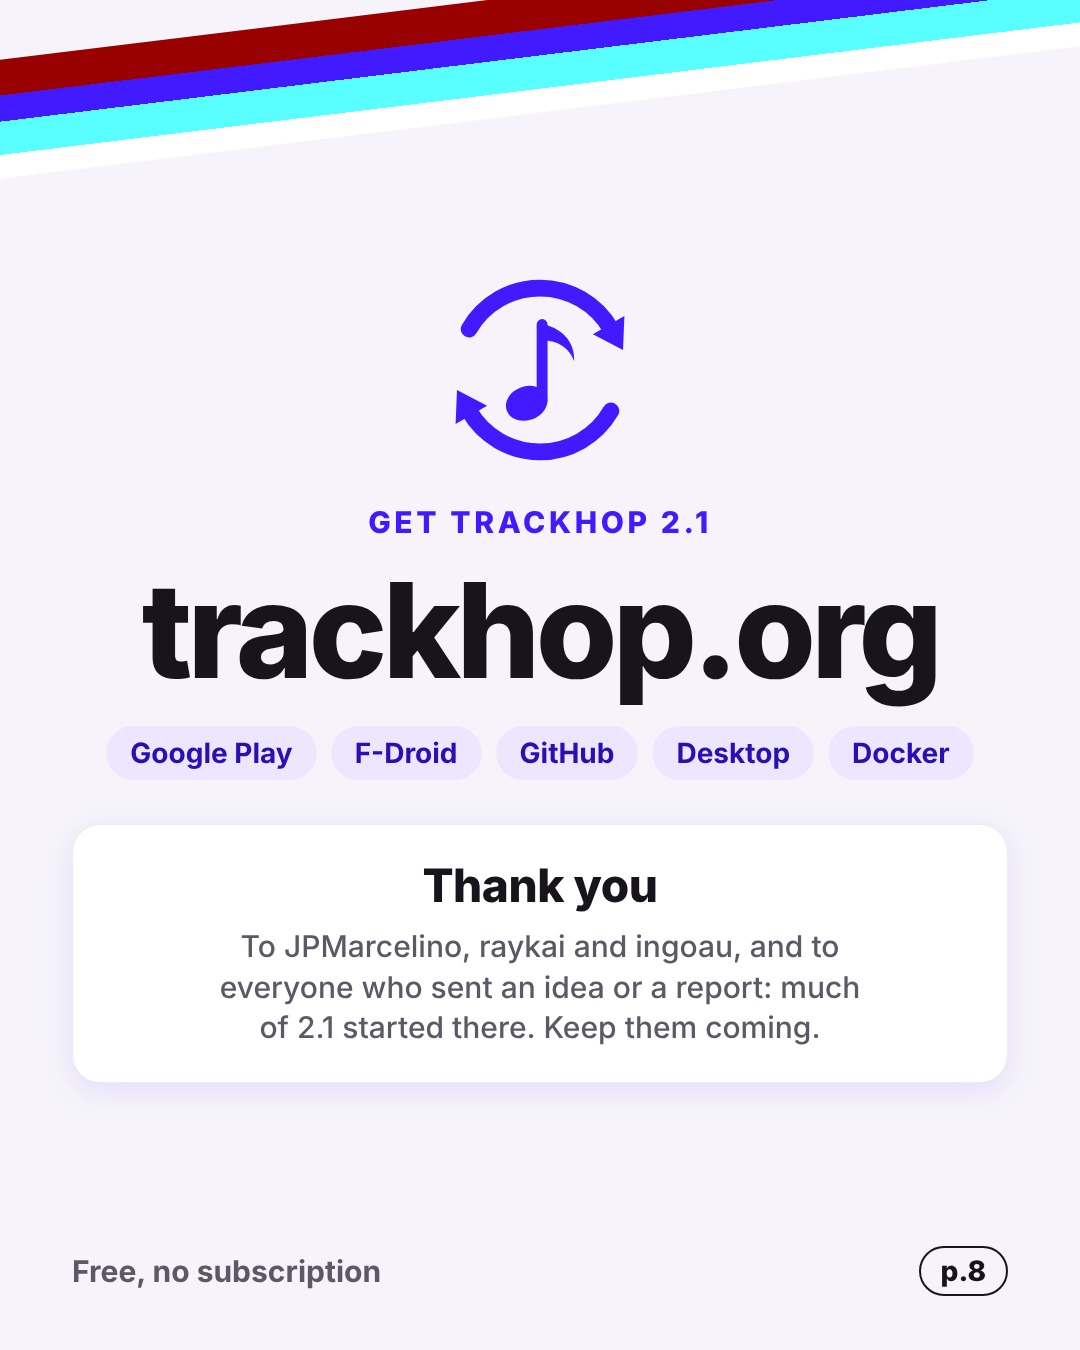 GET TRACKHOP 2.1
trackhop.org
Google Play F-Droid GitHub Desktop Docker
Thank you
To JPMarcelino, raykai and ingoau, and to
everyone who sent an idea or a report: much
of 2.1 started there. Keep them coming.
Free, no subscription
p.8